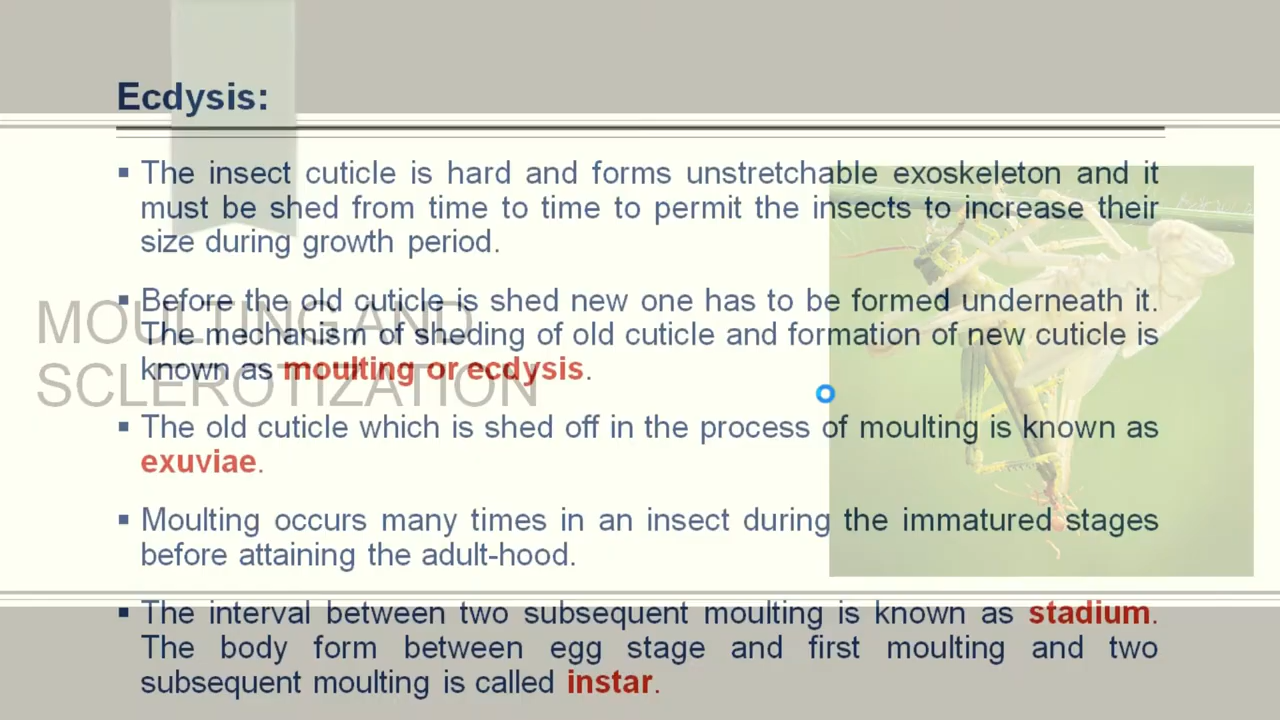 Ecdysis:
▪ The insect cuticle is hard and forms unstretchable exoskeleton and it
must be shed from time to time to permit the insects to increase their
size during growth period.
▪ Before the old cuticle is shed new one has to be formed underneath it.
The mechanism of sheding of old cuticle and formation of new cuticle is
known as moulting or ecdysis.
▪ The old cuticle which is shed off in the process of moulting is known as
exuviae.
▪ Moulting occurs many times in an insect during the immatured stages
before attaining the adult-hood.
▪ The interval between two subsequent moulting is known as stadium.
The body form between egg stage and first moulting and two
subsequent moulting is called instar.
MOULTING AND
SCLEROTIZATION